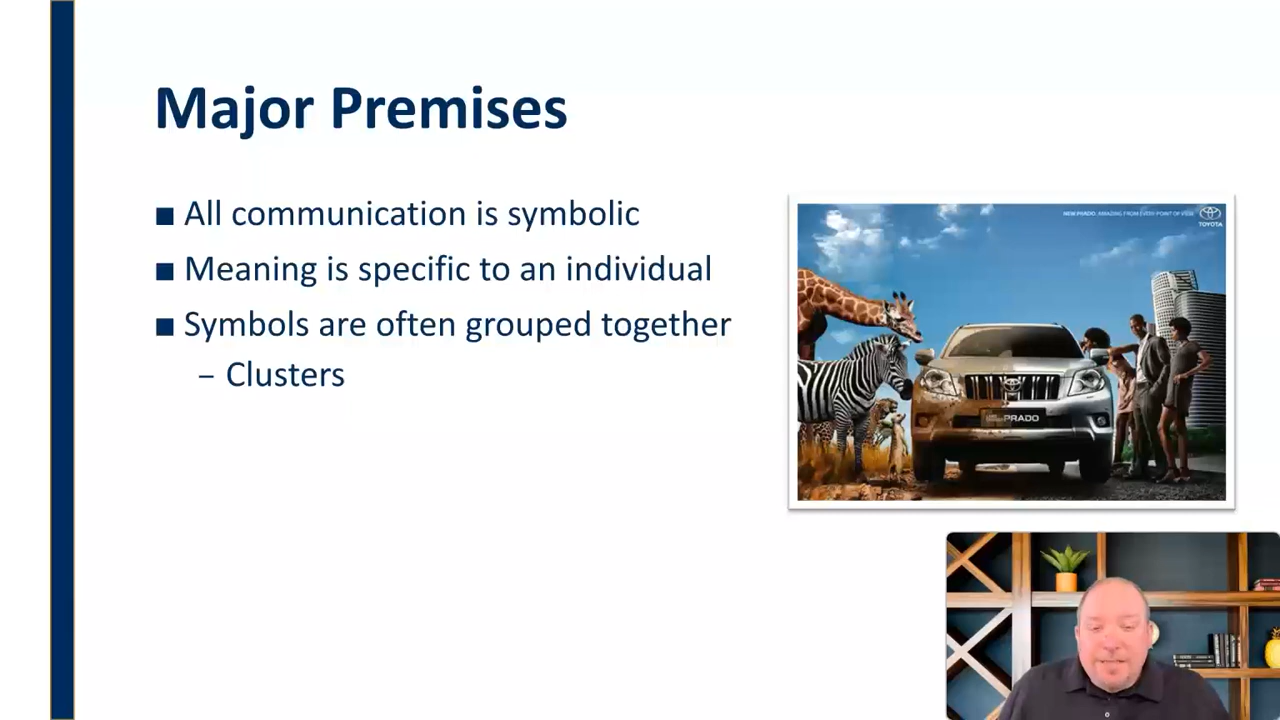 Major Premises
■ All communication is symbolic
■ Meaning is specific to an individual
■ Symbols are often grouped together
– Clusters
NEW PRADO. AMAZING FROM EVERY POINT OF VIEW
TOYOTA
PRADO